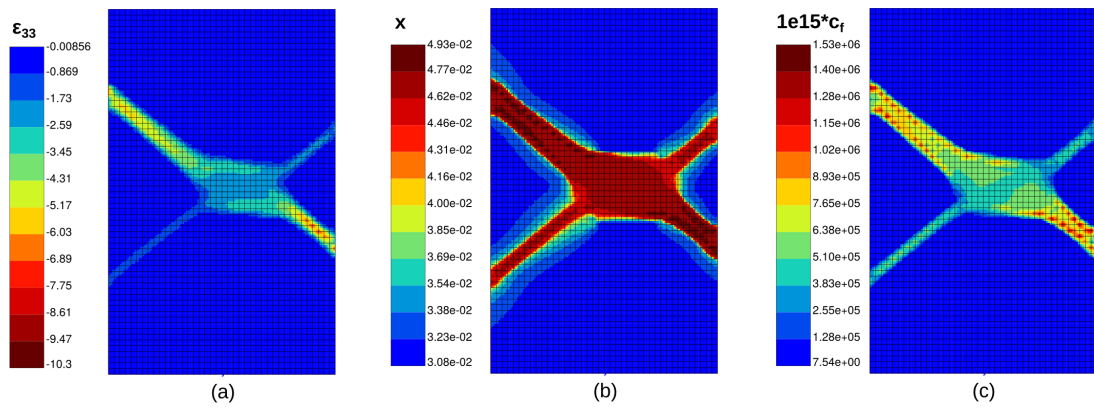 ε33
-0.00856
-0.869
-1.73
-2.59
-3.45
-4.31
-5.17
-6.03
-6.89
-7.75
-8.61
-9.47
-10.3
(a)
x
4.93e-02
4.77e-02
4.62e-02
4.46e-02
4.31e-02
4.16e-02
4.00e-02
3.85e-02
3.69e-02
3.54e-02
3.38e-02
3.23e-02
3.08e-02
(b)
1e15*cf
1.53e+06
1.40e+06
1.28e+06
1.15e+06
1.02e+06
8.93e+05
7.65e+05
6.38e+05
5.10e+05
3.83e+05
2.55e+05
1.28e+05
7.54e+00
(c)